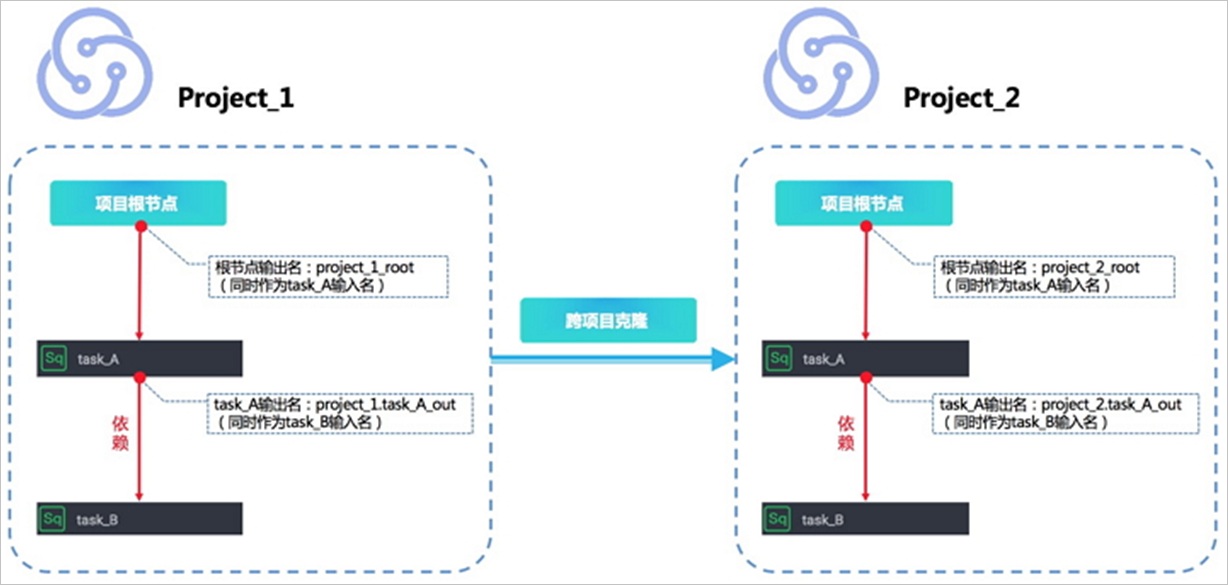 Project_1
项目根节点
根节点输出名：project_1_root
（同时作为task_A输入名）
Sq task_A
task_A输出名：project_1.task_A_out
（同时作为task_B输入名）
依赖
Sq task_B
跨项目克隆
Project_2
项目根节点
根节点输出名：project_2_root
（同时作为task_A输入名）
Sq task_A
task_A输出名：project_2.task_A_out
（同时作为task_B输入名）
依赖
Sq task_B